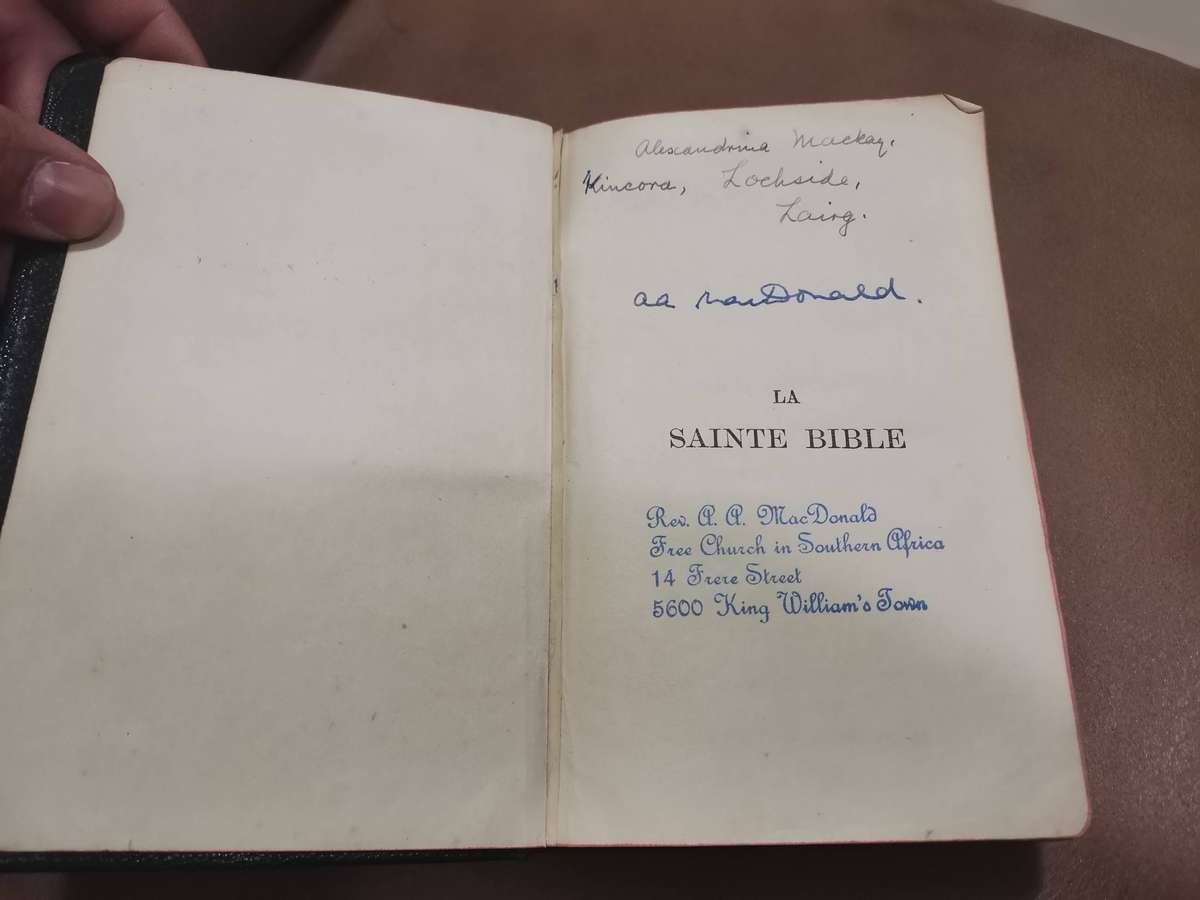 Alexandrina Mackay.
Kincora, Lochside,
Lairg.
aa MacDonald.
LA
SAINTE BIBLE
Rev. A. A. MacDonald
Free Church in Southern Africa
14 Frere Street
5600 King William's Town